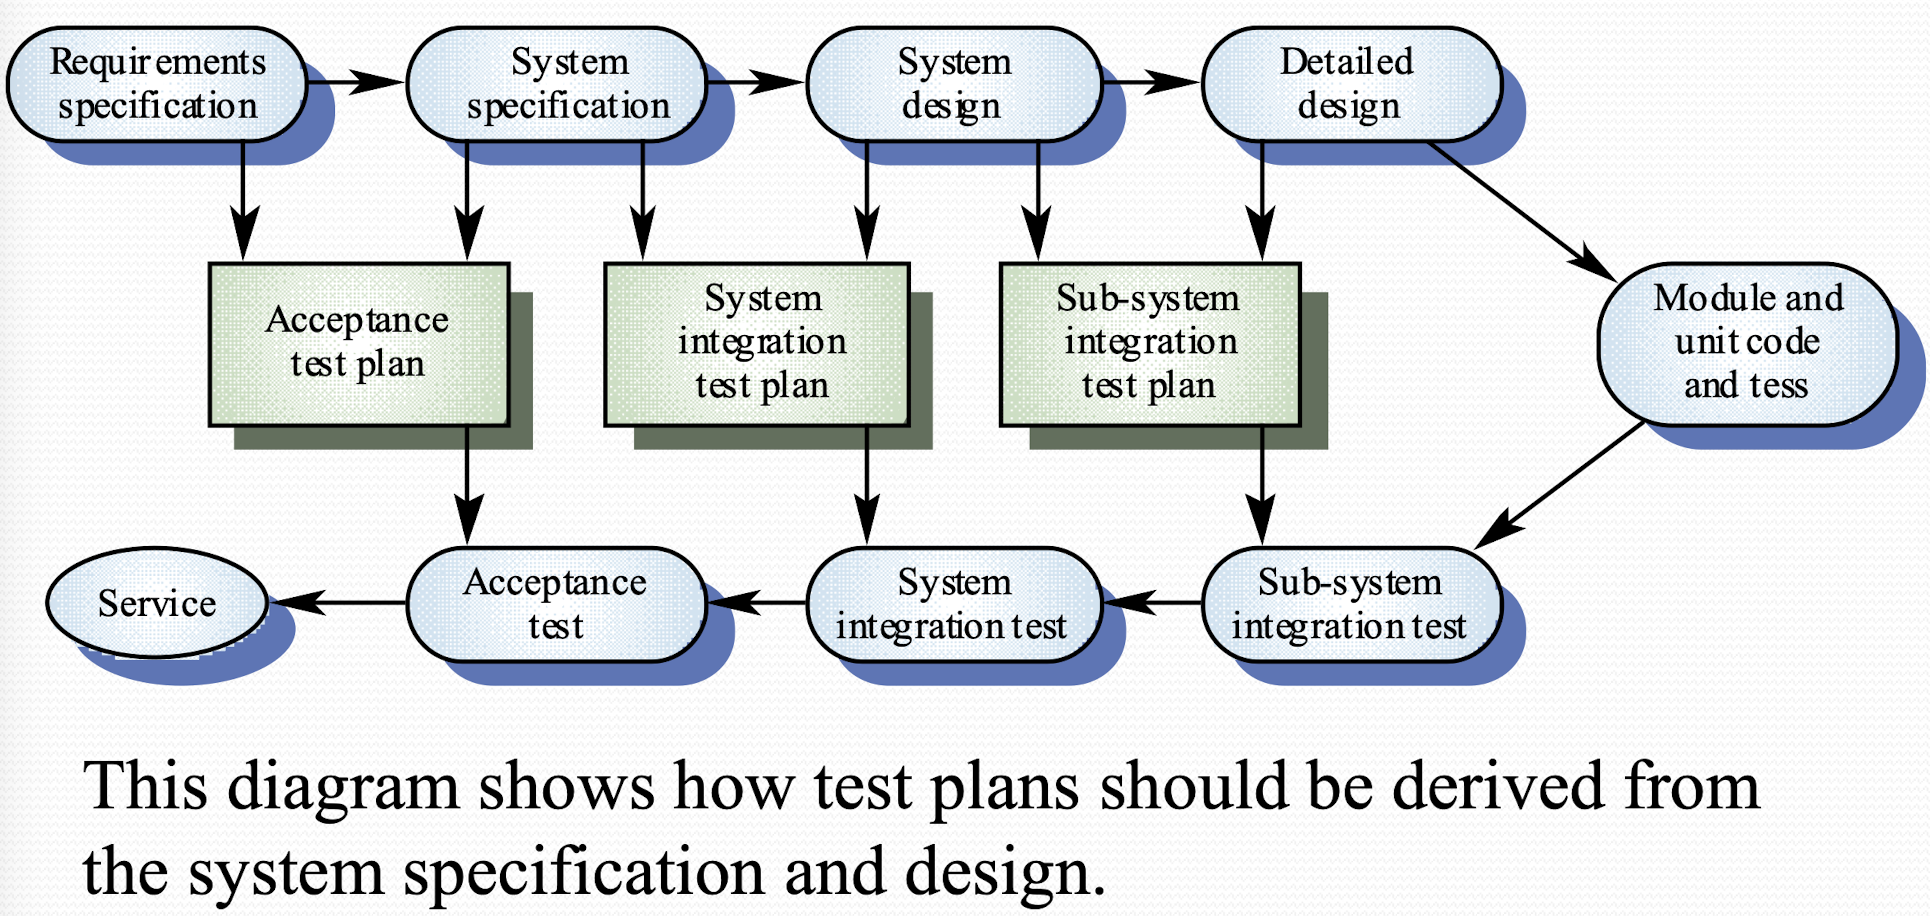 Requirements
specification
System
specification
System
design
Detailed
design
Acceptance
test plan
System
integration
test plan
Sub-system
integration
test plan
Module and
unit code
and tess
Service
Acceptance
test
System
integration test
Sub-system
integration test
This diagram shows how test plans should be derived from
the system specification and design.